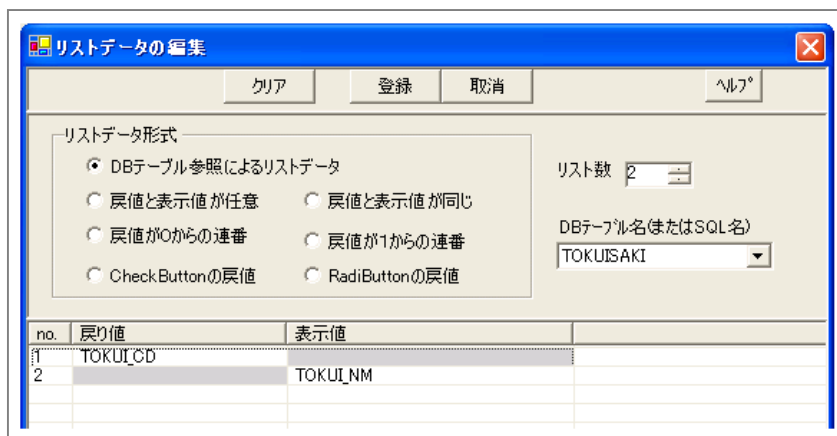 リストデータの編集
クリア 登録 取消 ヘルプ
リストデータ形式
DBテーブル参照によるリストデータ
リスト数 2
戻値と表示値が任意 戻値と表示値が同じ
戻値が0からの連番 戻値が1からの連番
DBテーブル名(またはSQL名)
TOKUISAKI
CheckButtonの戻値 RadiButtonの戻値
no. 戻り値 表示値
1 TOKUI_CD
2 TOKUI_NM